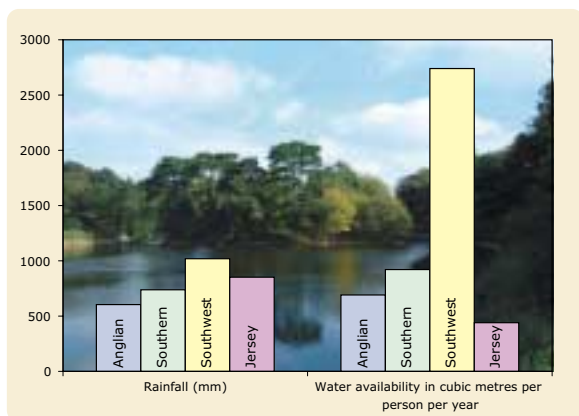 3000
2500
2000
1500
1000
500
0
Anglian
Southern
Southwest
Jersey
Anglian
Southern
Southwest
Jersey
Rainfall (mm)
Water availability in cubic metres per
person per year